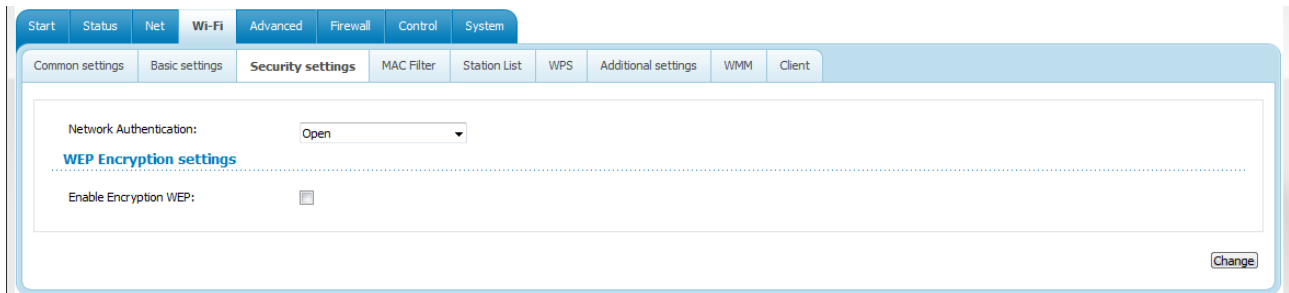 Start Status Net Wi-Fi Advanced Firewall Control System
Common settings Basic settings Security settings MAC Filter Station List WPS Additional settings WMM Client
Network Authentication: Open
WEP Encryption settings
Enable Encryption WEP:
Change